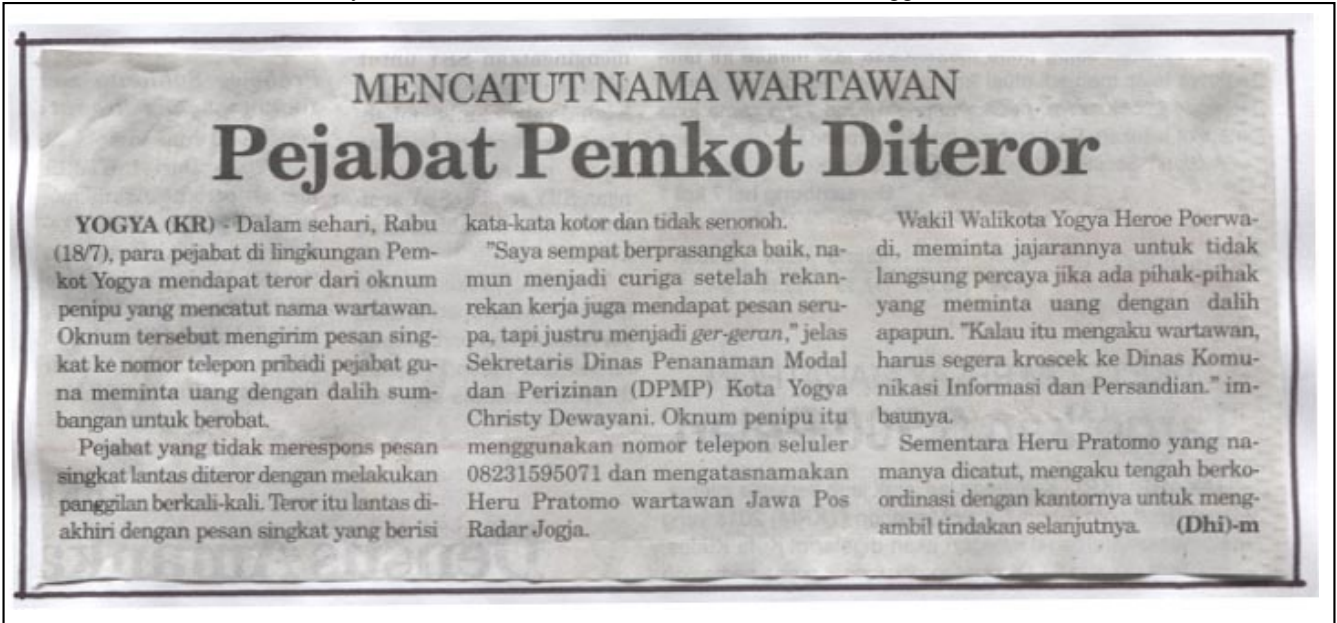 MENCATUT NAMA WARTAWAN
Pejabat Pemkot Diteror
YOGYA (KR) - Dalam sehari, Rabu
(18/7), para pejabat di lingkungan Pem-
kot Yogya mendapat teror dari oknum
penipu yang mencatut nama wartawan.
Oknum tersebut mengirim pesan sing-
kat ke nomor telepon pribadi pejabat gu-
na meminta uang dengan dalih sum-
bangan untuk berobat.
Pejabat yang tidak merespons pesan
singkat lantas diteror dengan melakukan
panggilan berkali-kali. Teror itu lantas di-
akhiri dengan pesan singkat yang berisi
kata-kata kotor dan tidak senonoh.
"Saya sempat berprasangka baik, na-
mun menjadi curiga setelah rekan-
rekan kerja juga mendapat pesan seru-
pa, tapi justru menjadi ger-geran," jelas
Sekretaris Dinas Penanaman Modal
dan Perizinan (DPMP) Kota Yogya
Christy Dewayani. Oknum penipu itu
menggunakan nomor telepon seluler
08231595071 dan mengatasnamakan
Heru Pratomo wartawan Jawa Pos
Radar Jogja.
Wakil Walikota Yogya Heroe Poerwa-
di, meminta jajarannya untuk tidak
langsung percaya jika ada pihak-pihak
yang meminta uang dengan dalih
apapun. "Kalau itu mengaku wartawan,
harus segera kroscek ke Dinas Komu-
nikasi Informasi dan Persandian." im-
baunya.
Sementara Heru Pratomo yang na-
manya dicatut, mengaku tengah berko-
ordinasi dengan kantornya untuk meng-
ambil tindakan selanjutnya. (Dhi)-m